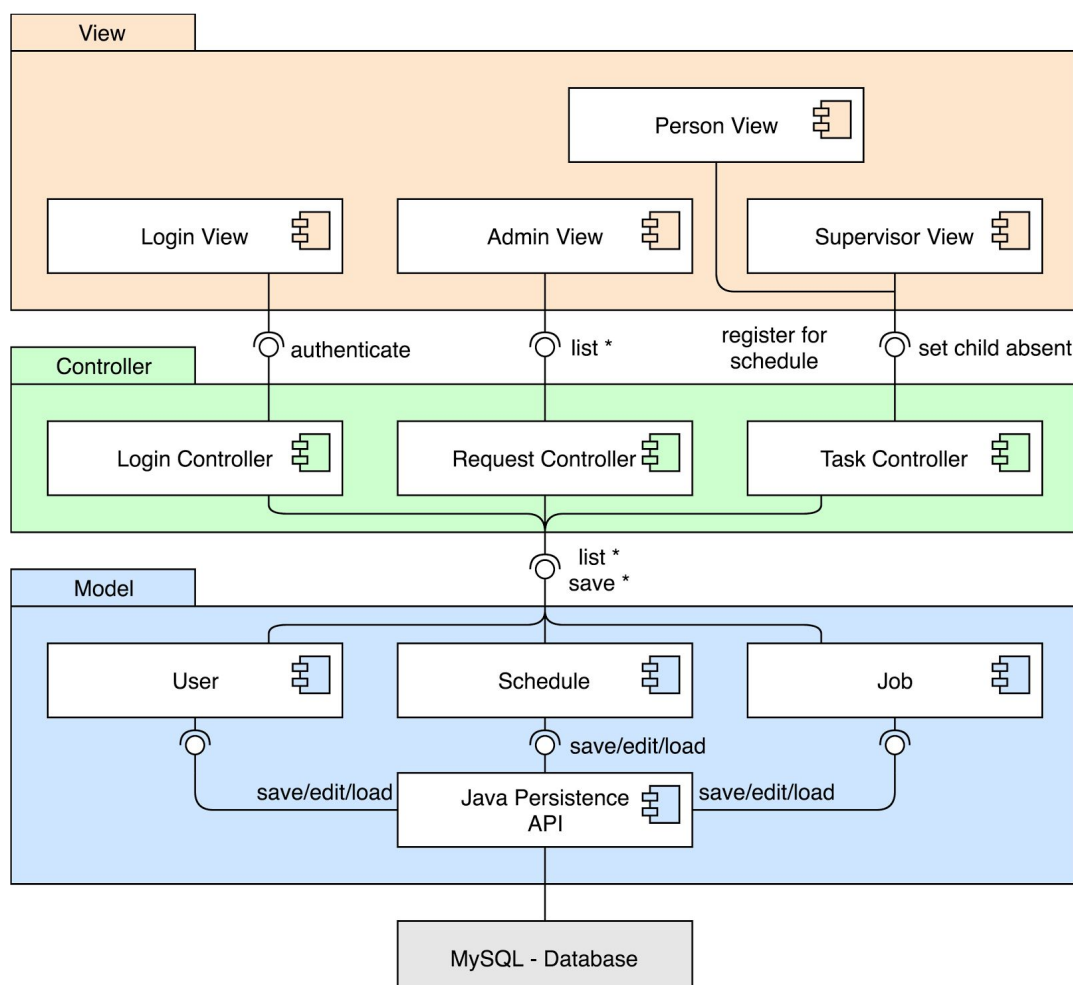 View
Person View
Login View
Admin View
Supervisor View
authenticate
list *
register for
schedule
set child absent
Controller
Login Controller
Request Controller
Task Controller
list *
save *
Model
User
Schedule
Job
save/edit/load
save/edit/load
Java Persistence
API
save/edit/load
MySQL - Database